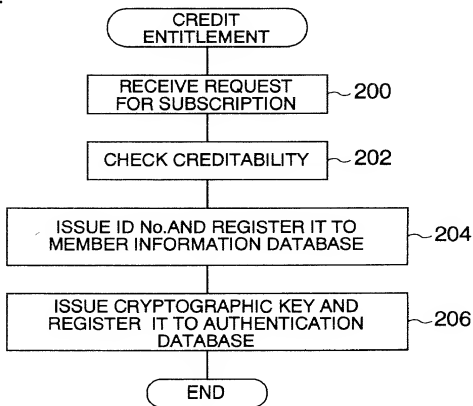 CREDIT
ENTITLEMENT
RECEIVE REQUEST
FOR SUBSCRIPTION
200
CHECK CREDITABILITY
202
ISSUE ID No.AND REGISTER IT TO
MEMBER INFORMATION DATABASE
204
ISSUE CRYPTOGRAPHIC KEY AND
REGISTER IT TO AUTHENTICATION
DATABASE
206
END